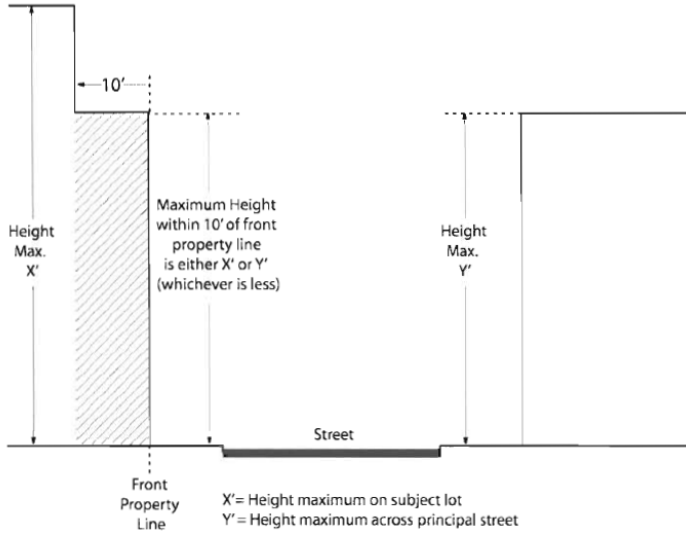 10'
Height
Max.
X'
Maximum Height
within 10' of front
property line
is either X' or Y'
(whichever is less)
Height
Max.
Y'
Street
Front
Property
Line
X'= Height maximum on subject lot
Y'= Height maximum across principal street